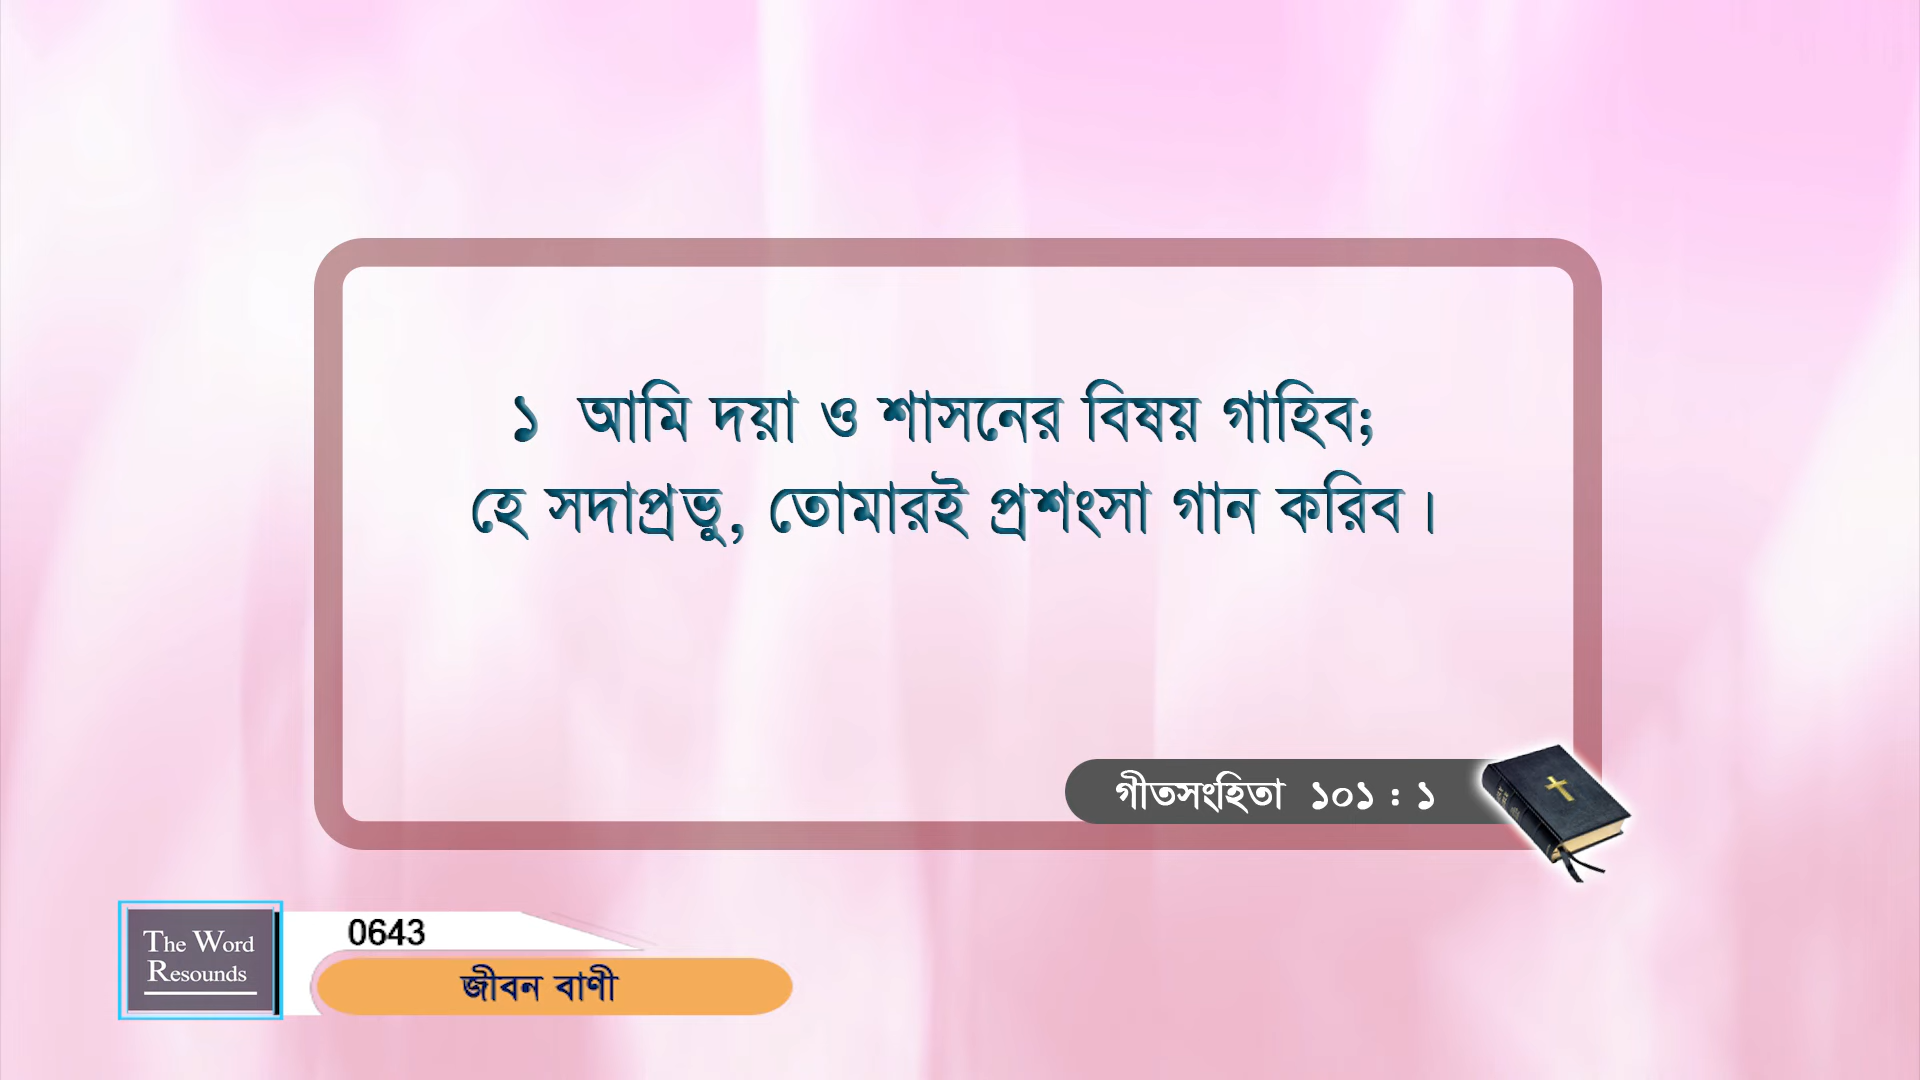 ১ আমি দয়া ও শাসনের বিষয় গাহিব;
হে সদাপ্রভু, তোমারই প্রশংসা গান করিব।
গীতসংহিতা ১০১ : ১
The Word
Resounds
0643
জীবন বাণী